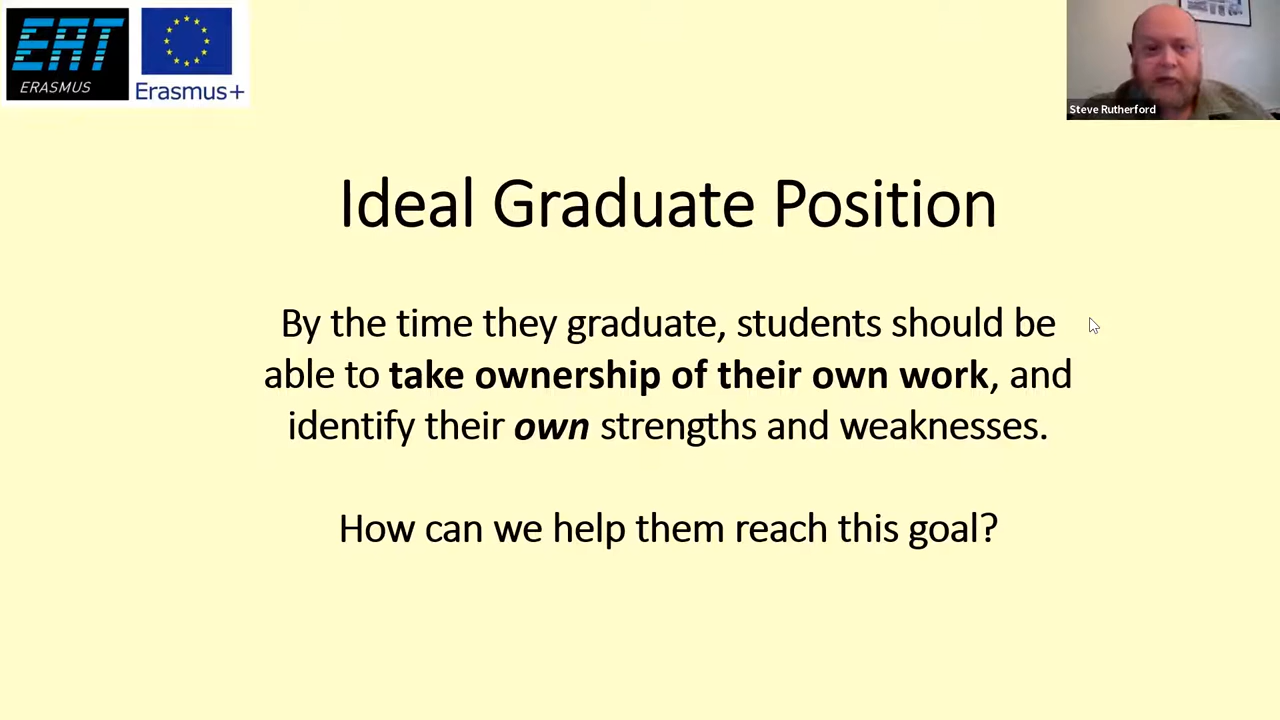 EAT
ERASMUS
Erasmus+
Steve Rutherford
Ideal Graduate Position
By the time they graduate, students should be
able to take ownership of their own work, and
identify their own strengths and weaknesses.
How can we help them reach this goal?